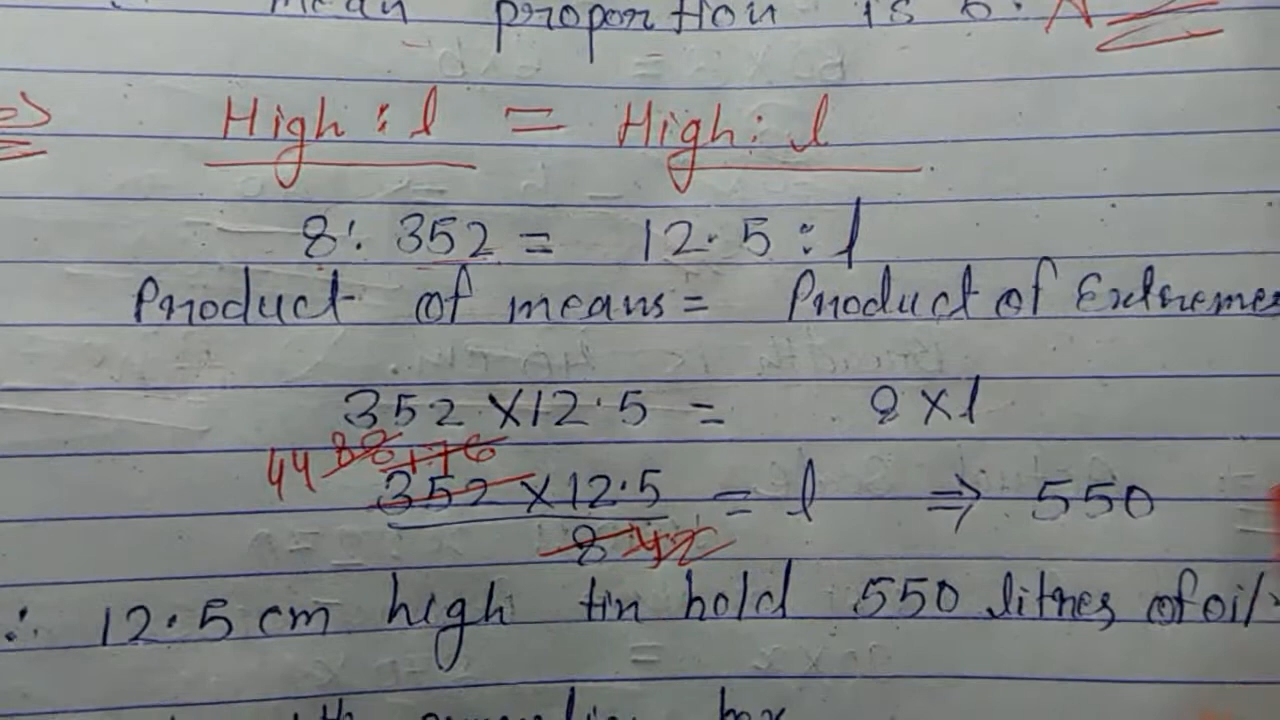 mean proportion is 6. A
High : l = High : l
8 : 352 = 12.5 : l
Product of means = Product of Extremes
352 X 12.5 = 8 X l
44 88 176
352 X 12.5 = l ⇒ 550
8 4 2
∴ 12.5 cm high tin hold 550 litres of oil.